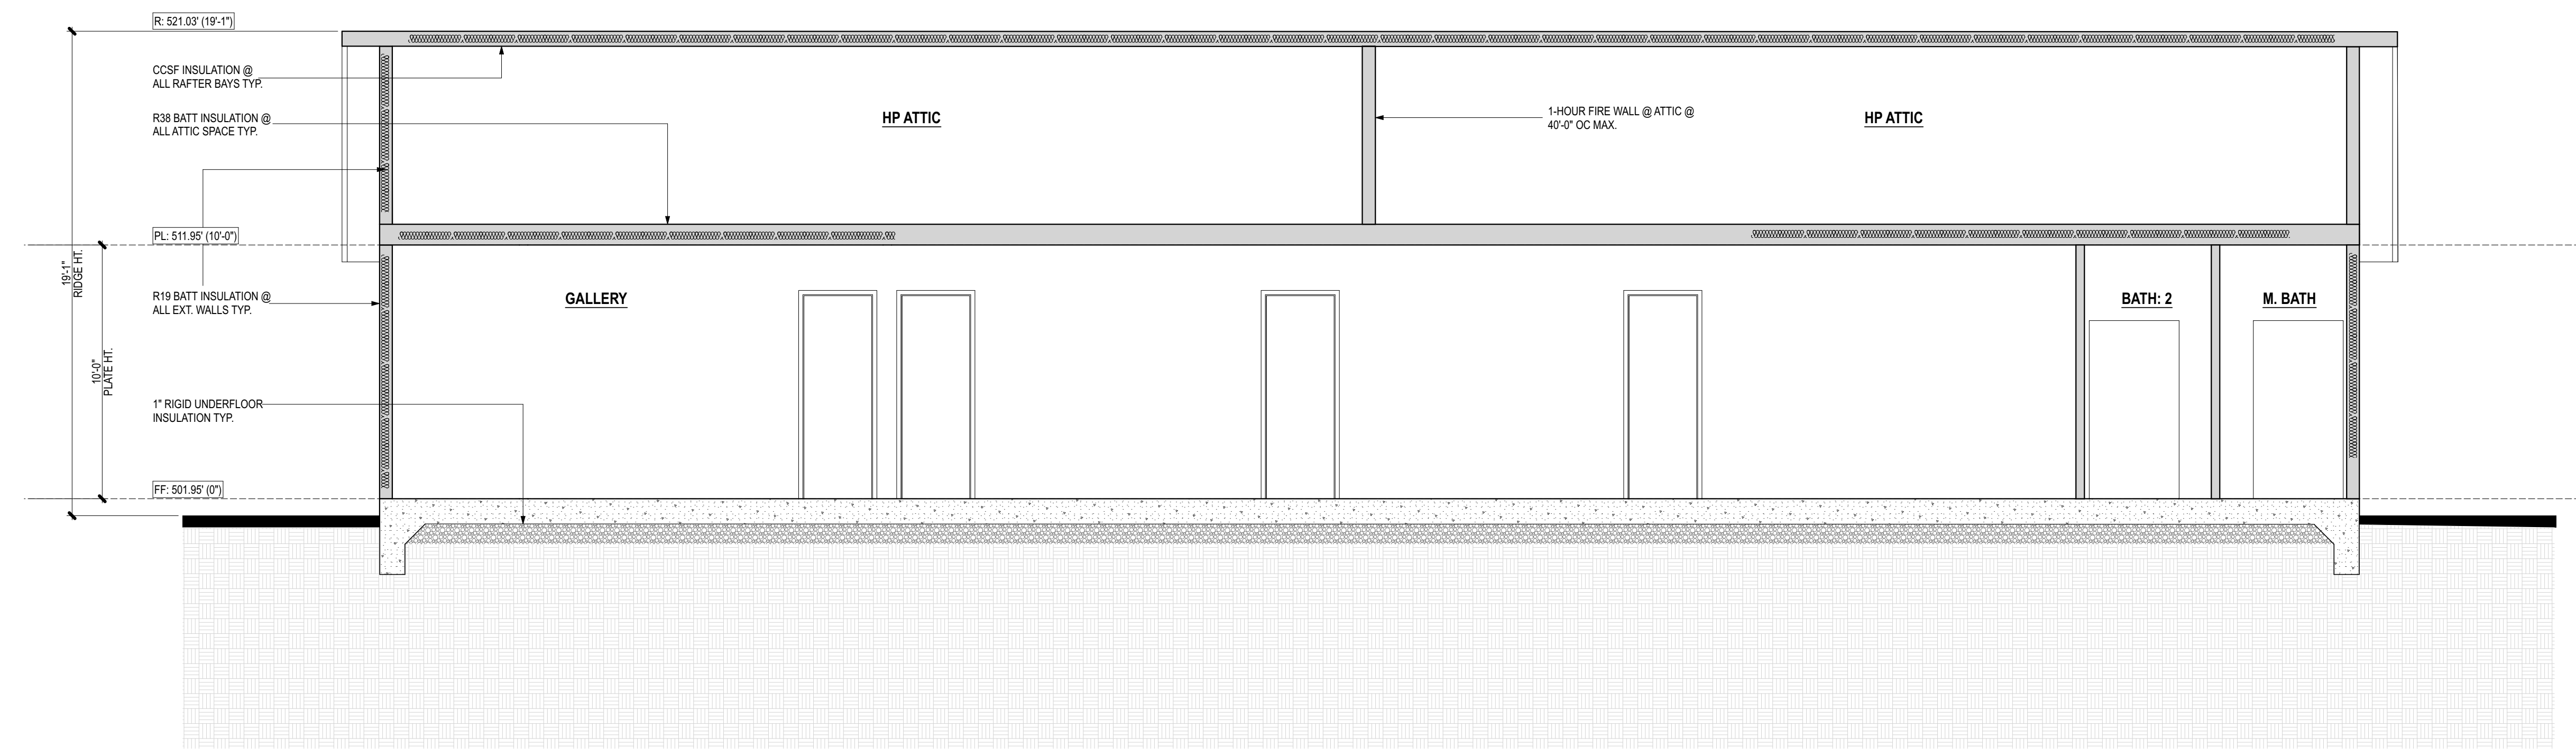 R: 521.03' (19'-1")
CCSF INSULATION @
ALL RAFTER BAYS TYP.
R38 BATT INSULATION @
ALL ATTIC SPACE TYP.
HP ATTIC
1-HOUR FIRE WALL @ ATTIC @
40'-0" OC MAX.
HP ATTIC
PL: 511.95' (10'-0")
19'-1"
RIDGE HT.
R19 BATT INSULATION @
ALL EXT. WALLS TYP.
GALLERY
BATH: 2
M. BATH
10'-0"
PLATE HT.
1" RIGID UNDERFLOOR
INSULATION TYP.
FF: 501.95' (0")